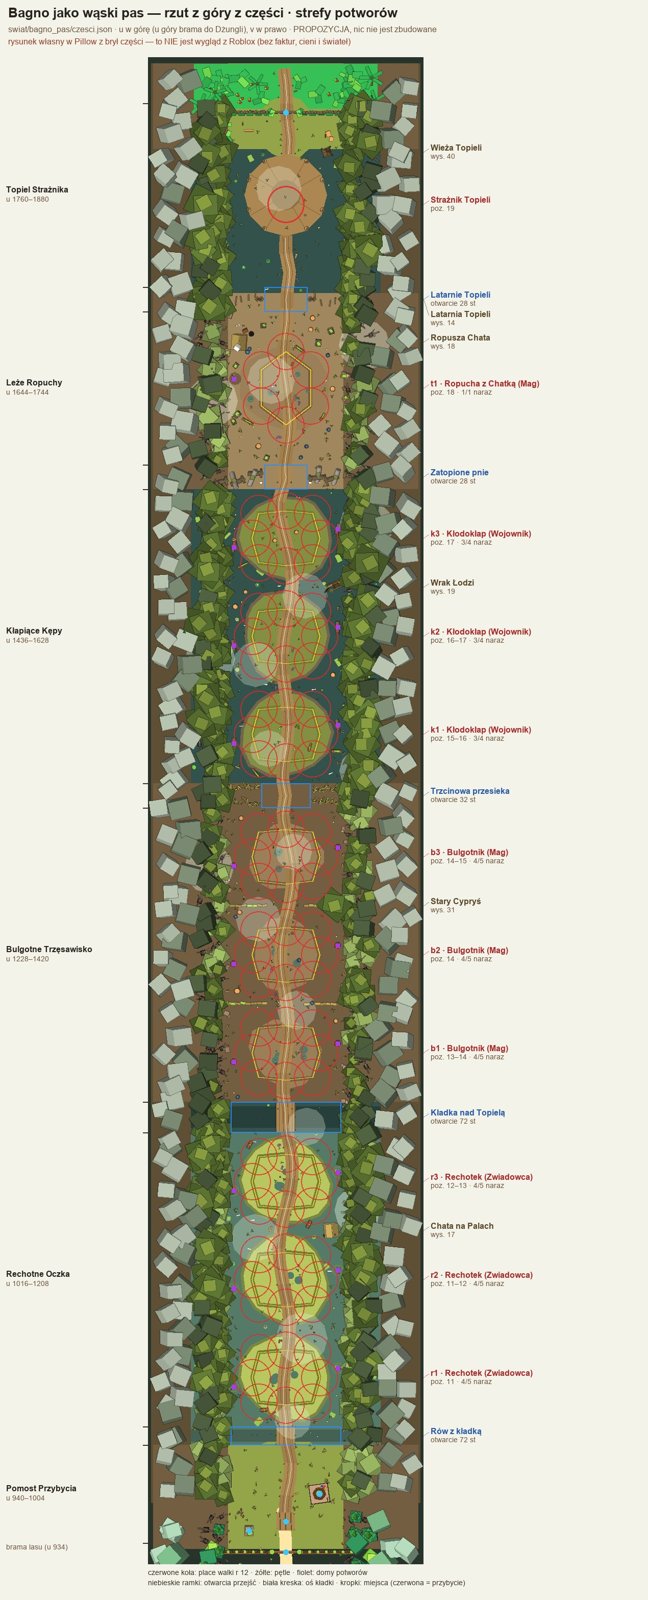 Bagno jako wąski pas — rzut z góry z części · strefy potworów
swiat/bagno_pas/czesci.json · u w górę (u góry brama do Dżungli), v w prawo · PROPOZYCJA, nic nie jest zbudowane
rysunek własny w Pillow z brył części — to NIE jest wygląd z Roblox (bez faktur, cieni i świateł)
Wieża Topieli
wys. 40
Topiel Strażnika
u 1760–1880
Strażnik Topieli
poz. 19
Latarnie Topieli
otwarcie 28 st
Latarnia Topieli
wys. 14
Ropusza Chata
wys. 18
Leże Ropuchy
u 1644–1744
t1 · Ropucha z Chatką (Mag)
poz. 18 · 1/1 naraz
Zatopione pnie
otwarcie 28 st
k3 · Kłodokłap (Wojownik)
poz. 17 · 3/4 naraz
Wrak Łodzi
wys. 19
Kłapiące Kępy
u 1436–1628
k2 · Kłodokłap (Wojownik)
poz. 16–17 · 3/4 naraz
k1 · Kłodokłap (Wojownik)
poz. 15–16 · 3/4 naraz
Trzcinowa przesieka
otwarcie 32 st
b3 · Bulgotnik (Mag)
poz. 14–15 · 4/5 naraz
Stary Cypryś
wys. 31
Bulgotne Trzęsawisko
u 1228–1420
b2 · Bulgotnik (Mag)
poz. 14 · 4/5 naraz
b1 · Bulgotnik (Mag)
poz. 13–14 · 4/5 naraz
Kładka nad Topielą
otwarcie 72 st
r3 · Rechotek (Zwiadowca)
poz. 12–13 · 4/5 naraz
Chata na Palach
wys. 17
Rechotne Oczka
u 1016–1208
r2 · Rechotek (Zwiadowca)
poz. 11–12 · 4/5 naraz
r1 · Rechotek (Zwiadowca)
poz. 11 · 4/5 naraz
Rów z kładką
otwarcie 72 st
Pomost Przybycia
u 940–1004
brama lasu (u 934)
czerwone koła: place walki r 12 · żółte: pętle · fiolet: domy potworów
niebieskie ramki: otwarcia przejść · biała kreska: oś kładki · kropki: miejsca (czerwona = przybycie)